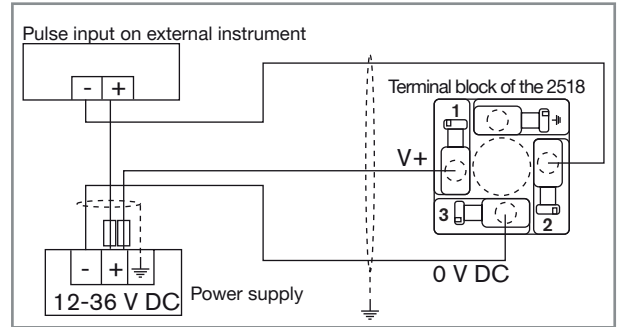 Pulse input on external instrument
- +
Terminal block of the 2518
1
V+
3
2
0 V DC
- +
12-36 V DC
Power supply